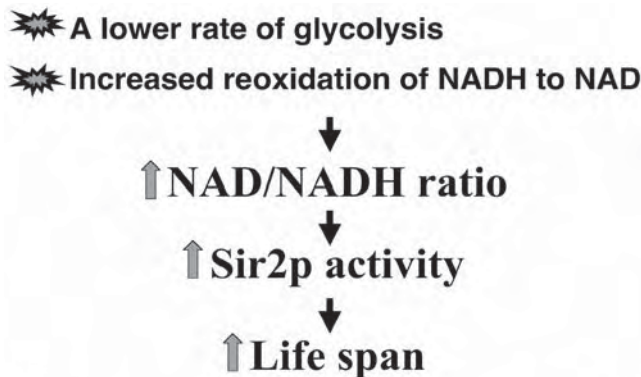 A lower rate of glycolysis
Increased reoxidation of NADH to NAD
NAD/NADH ratio
Sir2p activity
Life span